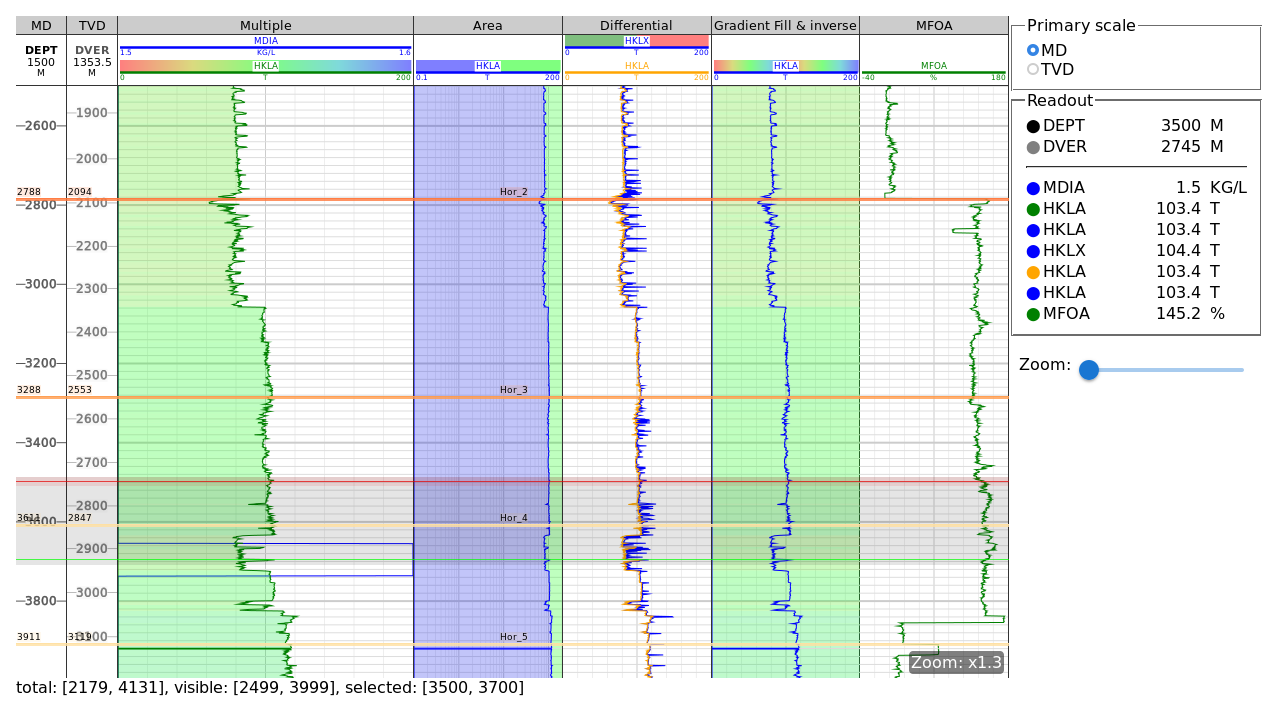 MD TVD Multiple Area Differential Gradient Fill & inverse MFOA
DEPT 1500 M
DVER 1353.5 M
MDIA
1.5 KG/L 1.6
HKLA
0 T 200
HKLA
0.1 T 200
HKLX
0 T 200
HKLA
0 T 200
HKLA
0 T 200
MFOA
-40 % 180
1900
2600
2000
2788 2094 Hor_2
2800 2100
2200
3000
2300
2400
3200
2500
3288 2553 Hor_3
2600
3400
2700
2800
3611 2847 Hor_4
3600
2900
3000
3800
3911 Hor_5
Zoom: x1.3
total: [2179, 4131], visible: [2499, 3999], selected: [3500, 3700]
Primary scale
MD
TVD
Readout
DEPT 3500 M
DVER 2745 M
MDIA 1.5 KG/L
HKLA 103.4 T
HKLA 103.4 T
HKLX 104.4 T
HKLA 103.4 T
HKLA 103.4 T
MFOA 145.2 %
Zoom: